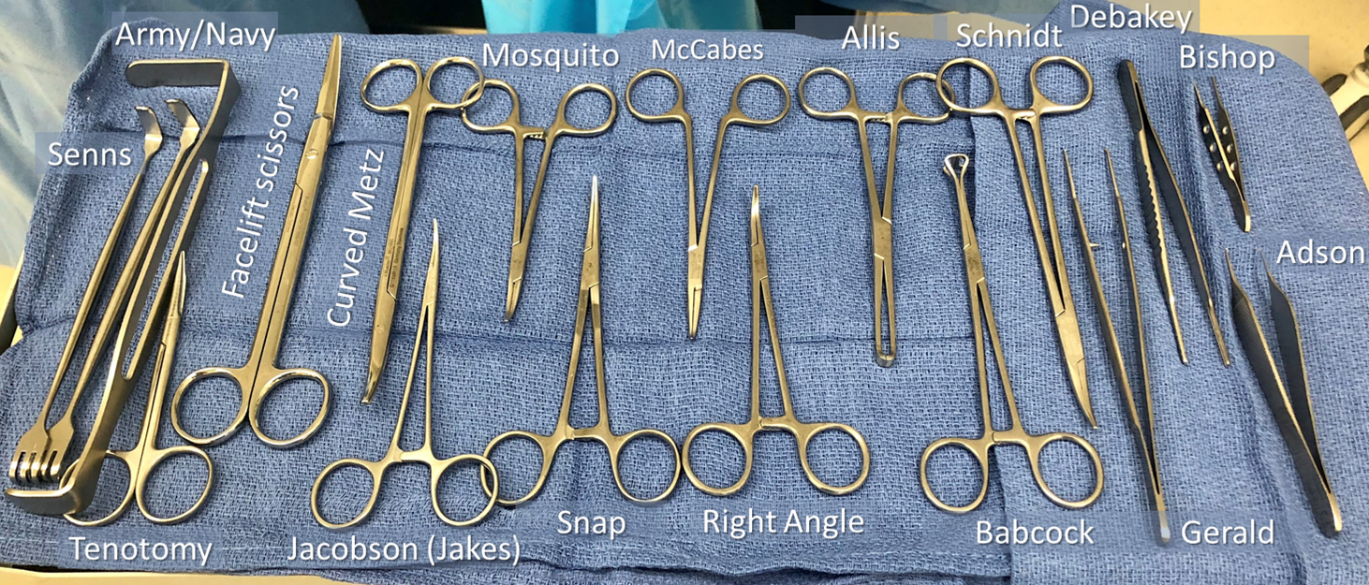 Army/Navy
Mosquito
McCabes
Allis
Schnidt
Debakey
Bishop
Senns
Facelift scissors
Curved Metz
Adson
Tenotomy
Jacobson (Jakes)
Snap
Right Angle
Babcock
Gerald